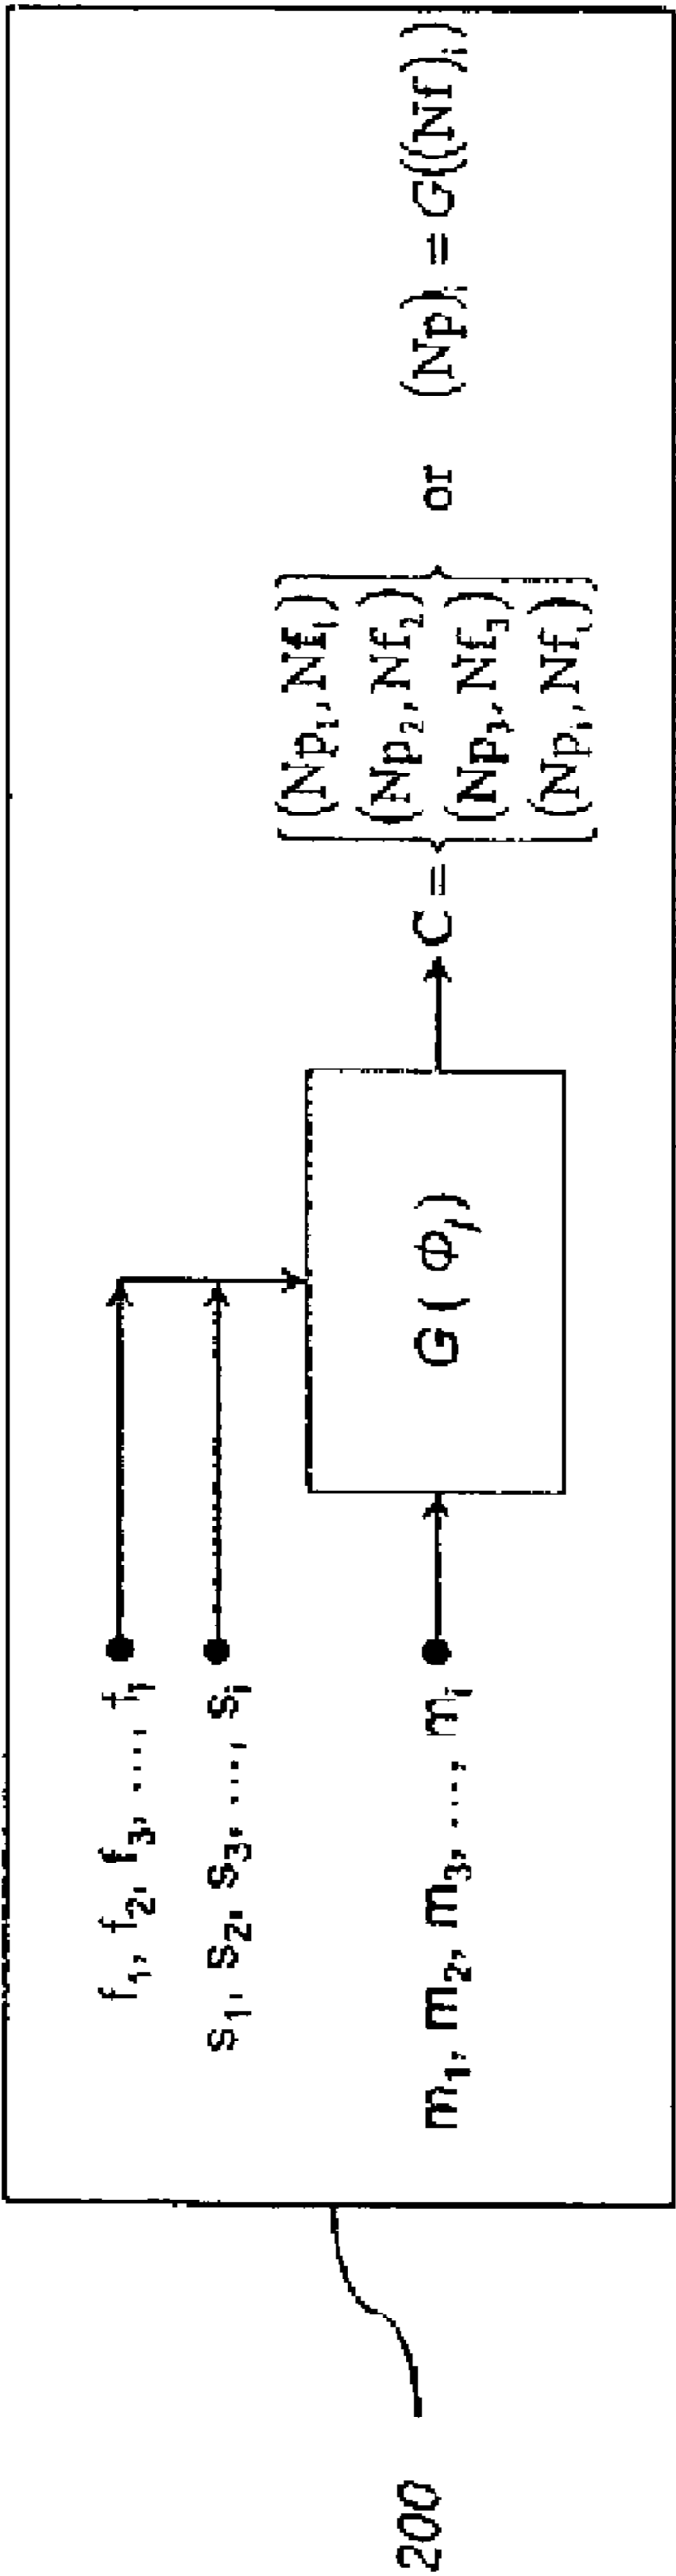 f₁, f₂, f₃, ..., fᵢ
s₁, s₂, s₃, ..., sᵢ
m₁, m₂, m₃, ..., mᵢ
G( Φᵢ )
C =
(Np₁, Nf₁)
(Np₂, Nf₂)
(Np₃, Nf₃)
(Npᵢ, Nfᵢ)
or (Np)ᵢ = G((Nf)ᵢ)
200